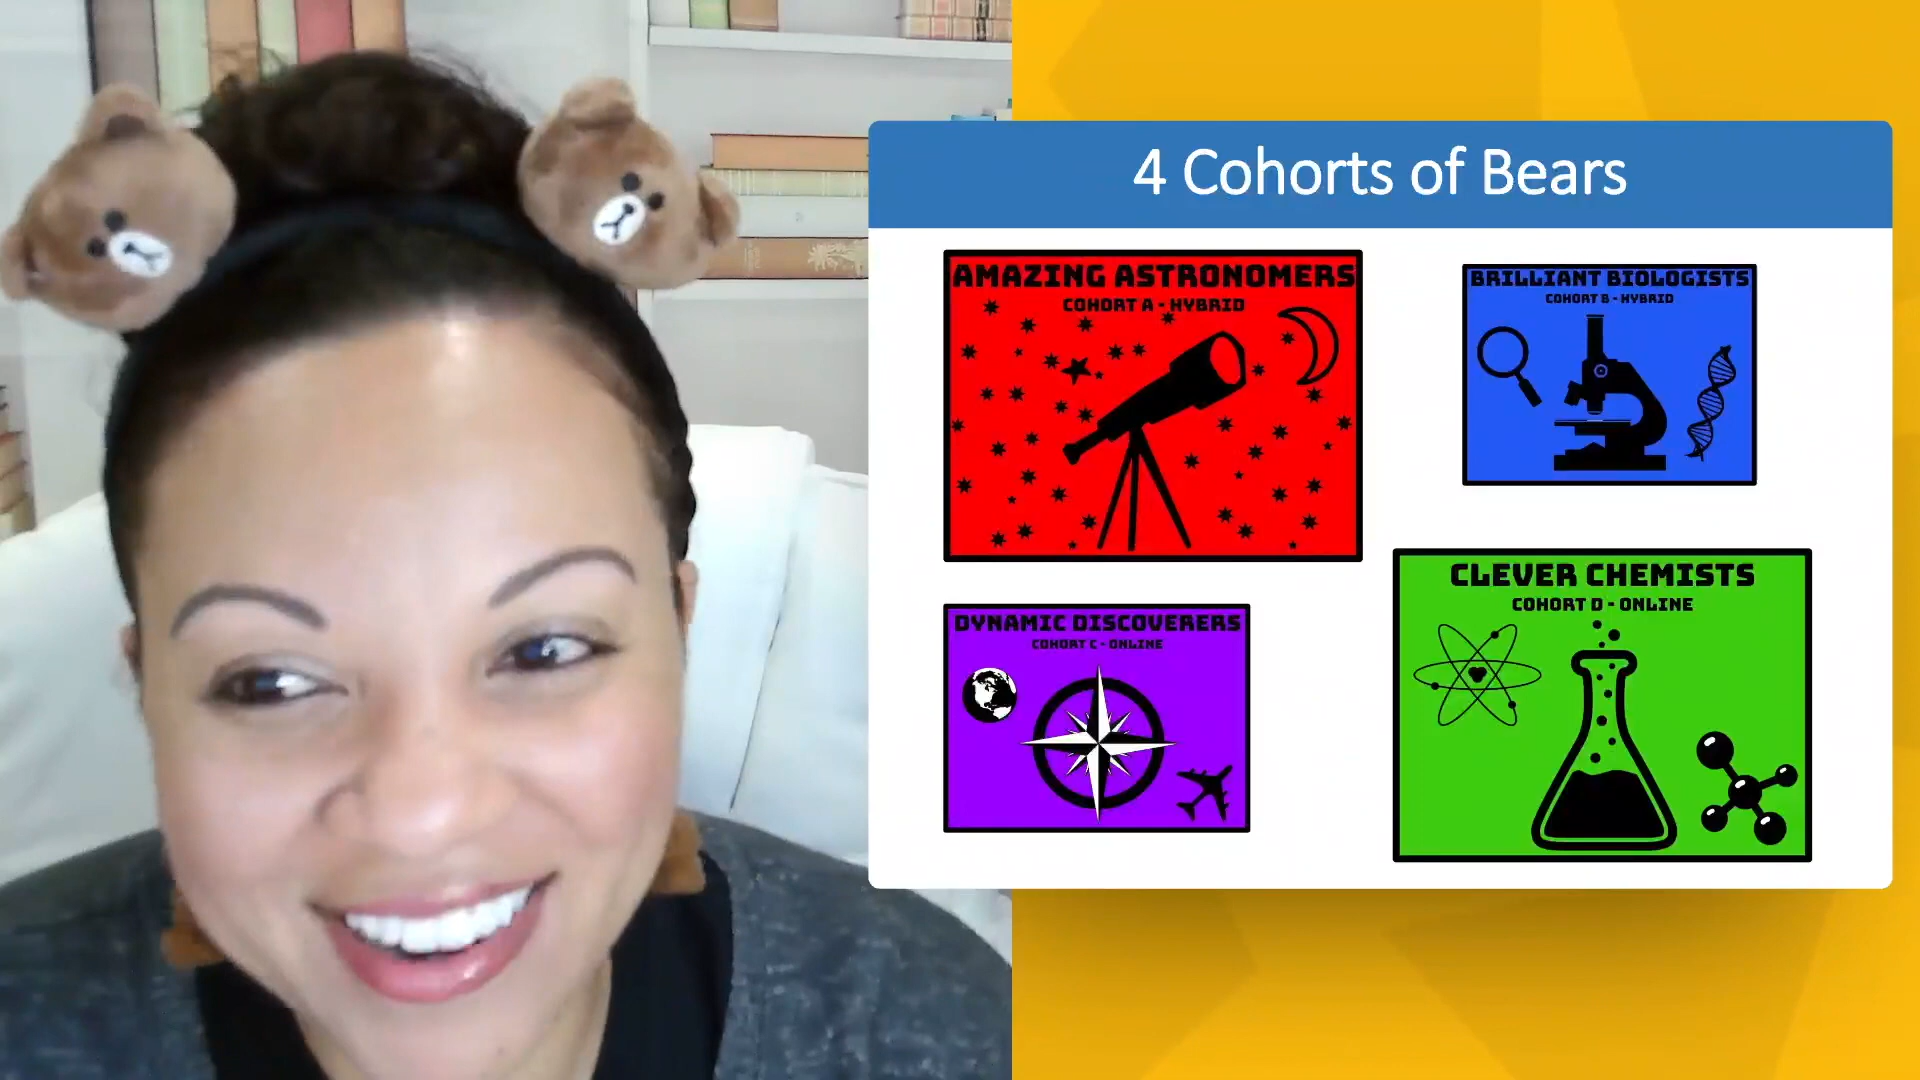 4 Cohorts of Bears
AMAZING ASTRONOMERS
COHORT A - HYBRID
BRILLIANT BIOLOGISTS
COHORT B - HYBRID
DYNAMIC DISCOVERERS
COHORT C - ONLINE
CLEVER CHEMISTS
COHORT D - ONLINE